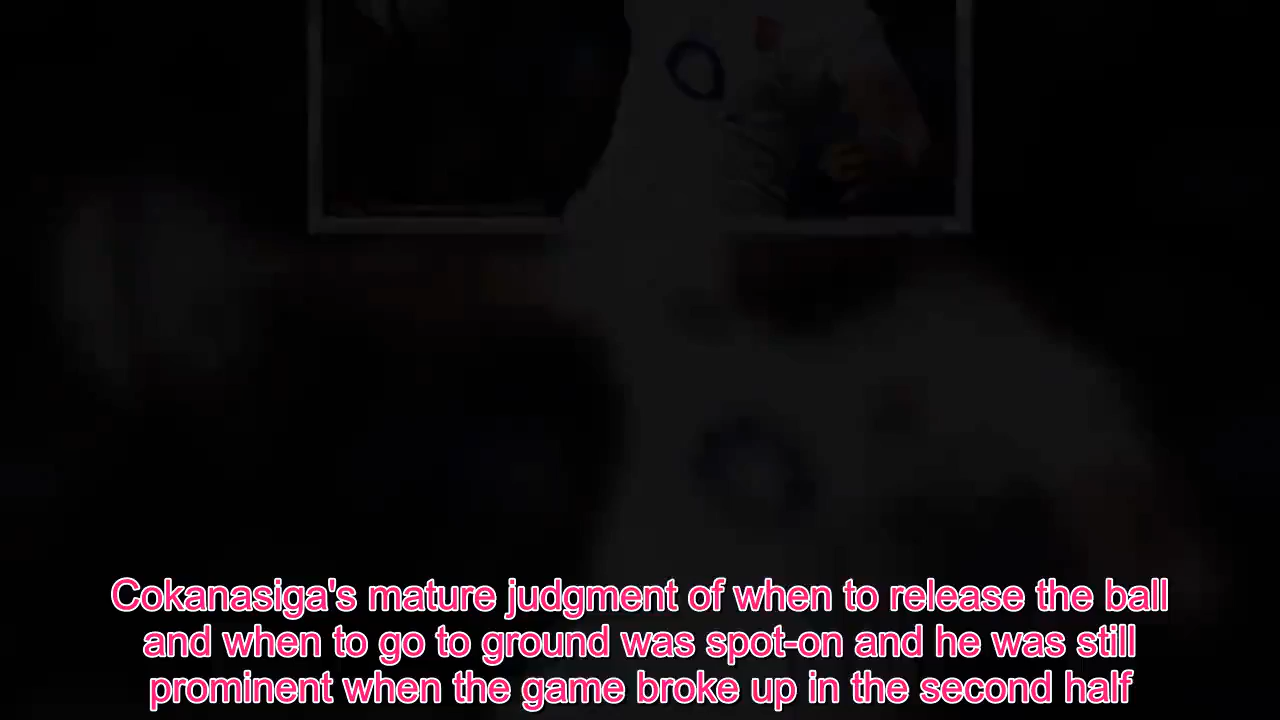 Cokanasiga's mature judgment of when to release the ball
and when to go to ground was spot-on and he was still
prominent when the game broke up in the second half